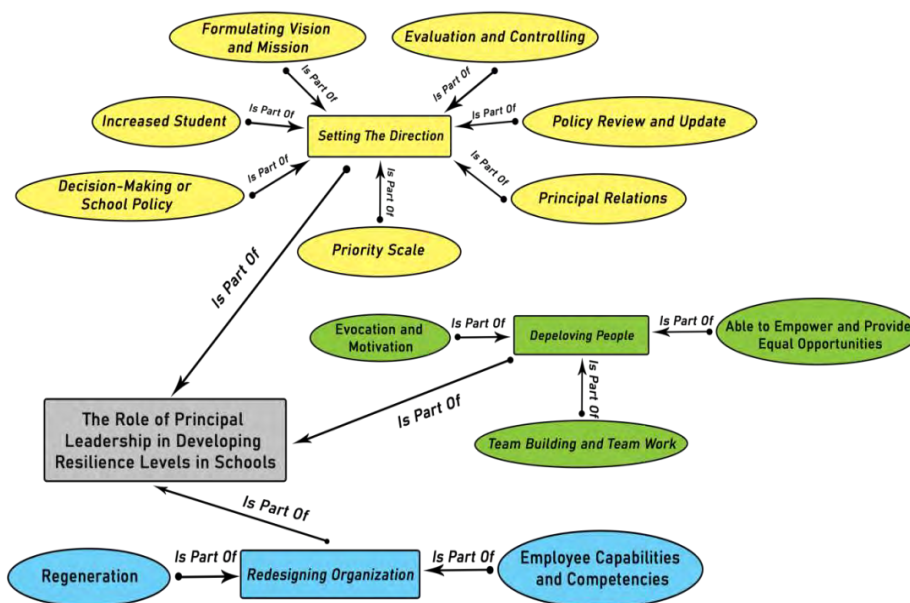 Formulating Vision
and Mission
Evaluation and Controlling
Is Part Of
Is Part Of
Increased Student
Is Part Of
Setting The Direction
Is Part Of
Policy Review and Update
Decision-Making or
School Policy
Is Part Of
Is Part Of
Is Part Of
Principal Relations
Priority Scale
Is Part Of
Evocation and
Motivation
Is Part Of
Depeloving People
Is Part Of
Able to Empower and Provide
Equal Opportunities
Is Part Of
Is Part Of
Team Building and Team Work
The Role of Principal
Leadership in Developing
Resilience Levels in Schools
Is Part Of
Regeneration
Is Part Of
Redesigning Organization
Is Part Of
Employee Capabilities
and Competencies